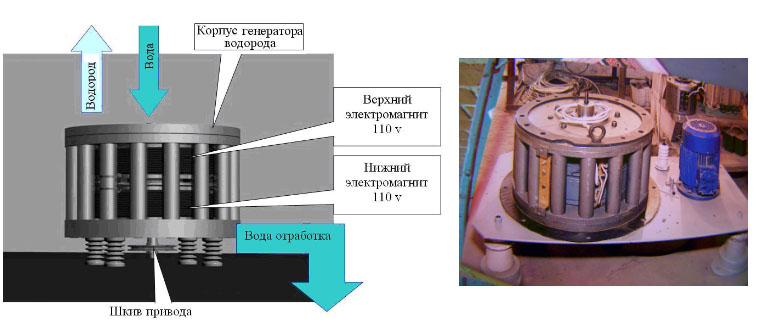 Корпус генератора
водорода
Водород
Вода
Верхний
электромагнит
110 v
Нижний
электромагнит
110 v
Вода отработка
Шкив привода